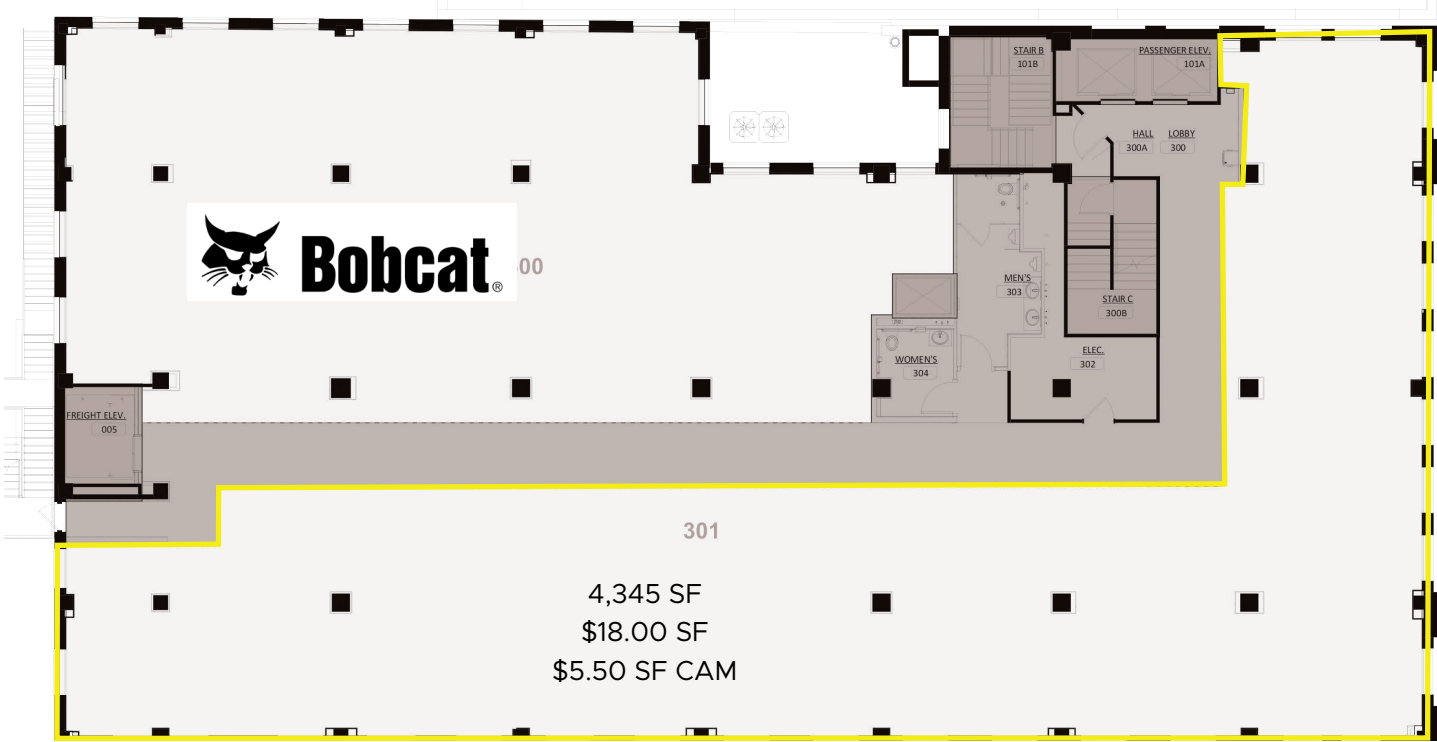 STAIR B
101B
PASSENGER ELEV.
101A
HALL
300A
LOBBY
300
Bobcat®
00
MEN'S
303
STAIR C
300B
WOMEN'S
304
ELEC.
302
FREIGHT ELEV.
005
301
4,345 SF
$18.00 SF
$5.50 SF CAM